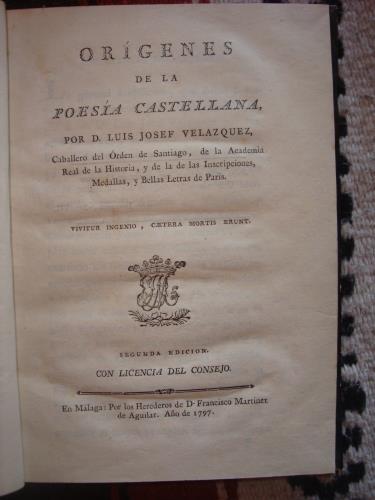 ORÍGENES
DE LA
POESÍA CASTELLANA,
POR D. LUIS JOSEF VELAZQUEZ,
Caballero del Órden de Santiago, de la Academia
Real de la Historia, y de la de las Inscripciones,
Medallas, y Bellas Letras de Paris.
VIVITUR INGENIO, CÆTERA MORTIS ERUNT.
SEGUNDA EDICION.
CON LICENCIA DEL CONSEJO.
En Málaga: Por los Herederos de D. Francisco Martinez
de Aguilar. Año de 1797.